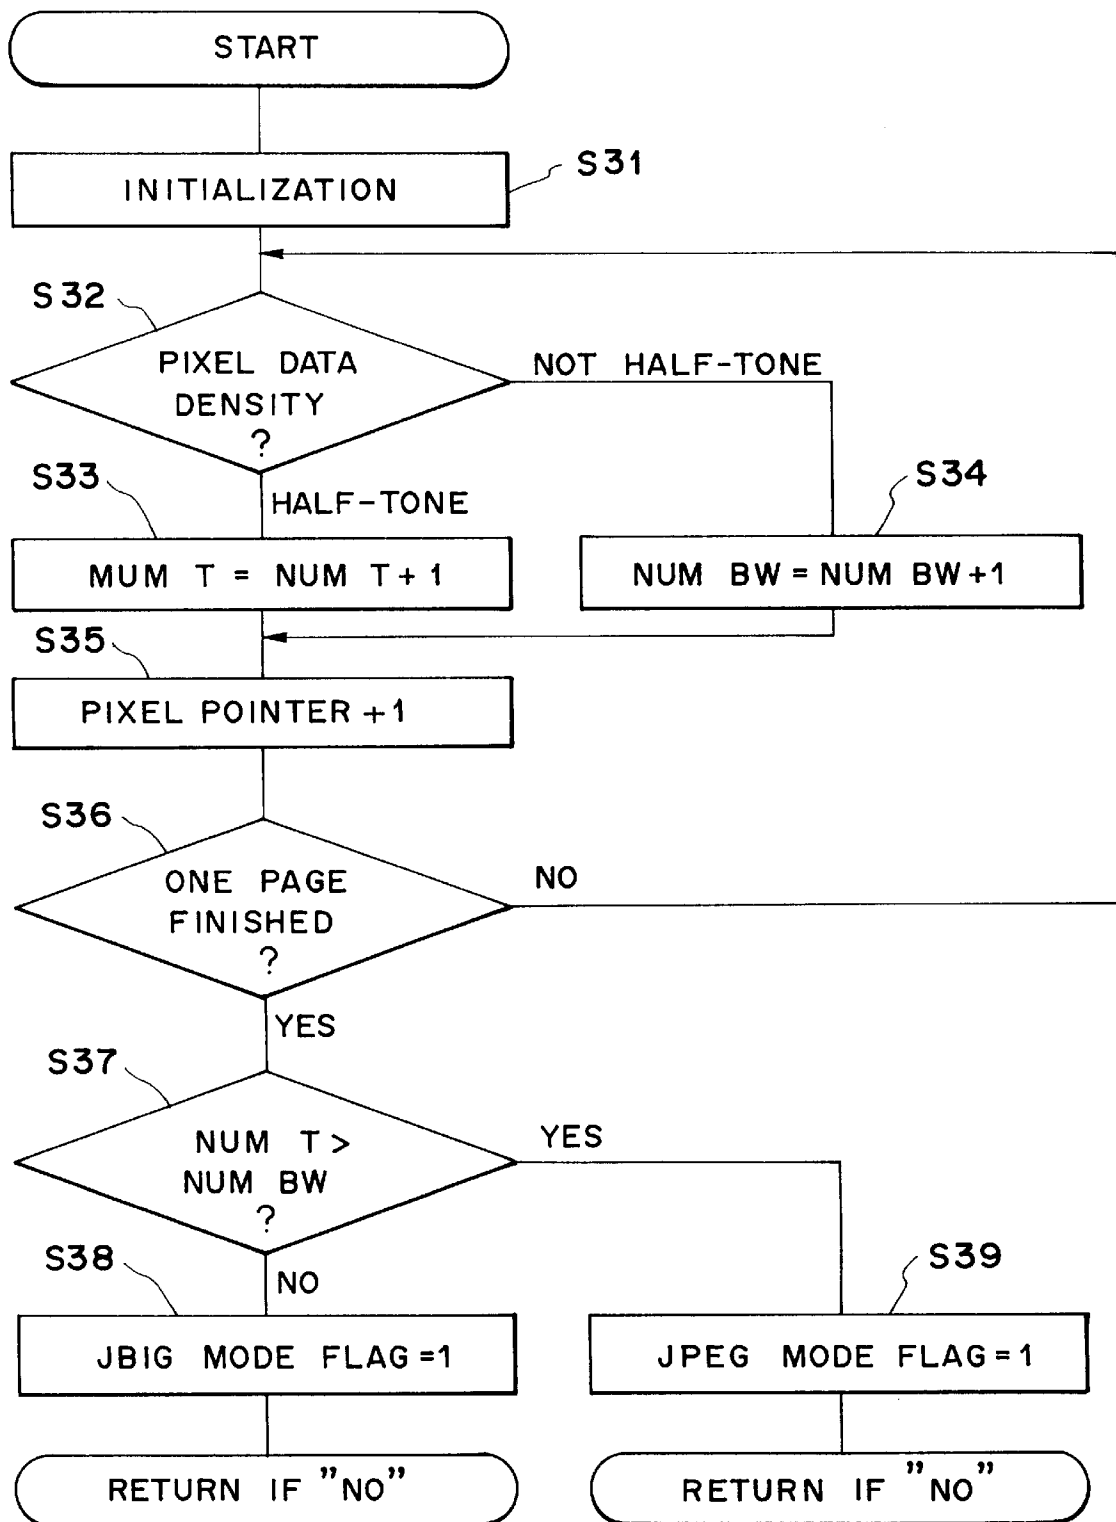 START
INITIALIZATION
S31
S32
PIXEL DATA
DENSITY
?
NOT HALF-TONE
HALF-TONE
S33
MUM T = NUM T + 1
S34
NUM BW = NUM BW + 1
S35
PIXEL POINTER + 1
S36
ONE PAGE
FINISHED
?
NO
YES
S37
NUM T >
NUM BW
?
YES
NO
S38
JBIG MODE FLAG = 1
S39
JPEG MODE FLAG = 1
RETURN IF "NO"
RETURN IF "NO"